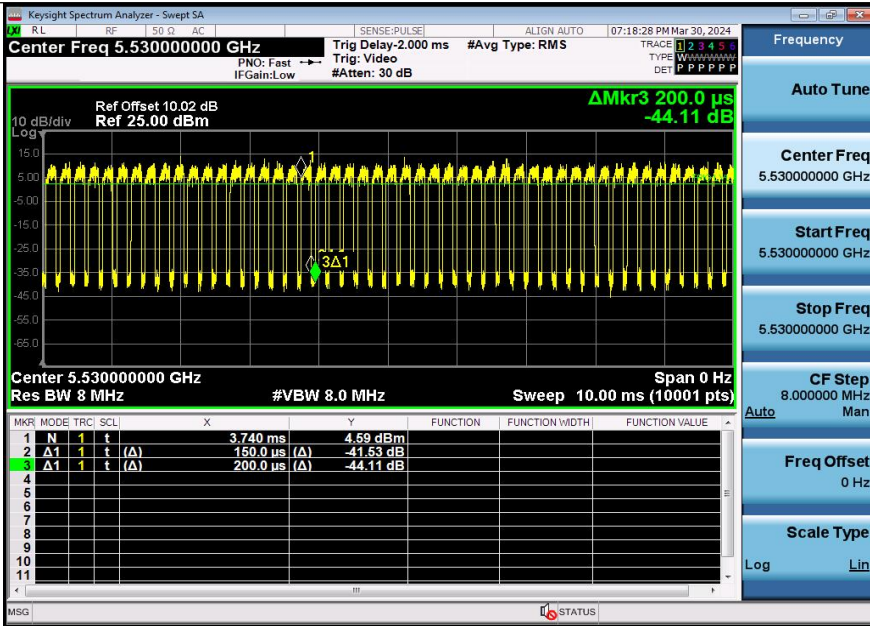 Keysight Spectrum Analyzer - Swept SA
LXI RL RF 50 Ω AC SENSE:PULSE ALIGN AUTO 07:18:28 PM Mar 30, 2024
Center Freq 5.530000000 GHz
PNO: Fast
IFGain:Low
Trig Delay-2.000 ms
Trig: Video
#Atten: 30 dB
#Avg Type: RMS
TRACE 1 2 3 4 5 6
TYPE WWWWWW
DET P P P P P P
Ref Offset 10.02 dB
10 dB/div Ref 25.00 dBm
Log
ΔMkr3 200.0 μs
-44.11 dB
15.0
5.00
-5.00
-15.0
-25.0
-35.0
-45.0
-55.0
-65.0
1
3Δ1
Center 5.530000000 GHz Span 0 Hz
Res BW 8 MHz #VBW 8.0 MHz Sweep 10.00 ms (10001 pts)
MKR MODE TRC SCL X Y FUNCTION FUNCTION WIDTH FUNCTION VALUE
1 N 1 t 3.740 ms 4.59 dBm
2 Δ1 1 t (Δ) 150.0 μs (Δ) -41.53 dB
3 Δ1 1 t (Δ) 200.0 μs (Δ) -44.11 dB
4
5
6
7
8
9
10
11
MSG STATUS
Frequency
Auto Tune
Center Freq
5.530000000 GHz
Start Freq
5.530000000 GHz
Stop Freq
5.530000000 GHz
CF Step
8.000000 MHz
Auto Man
Freq Offset
0 Hz
Scale Type
Log Lin